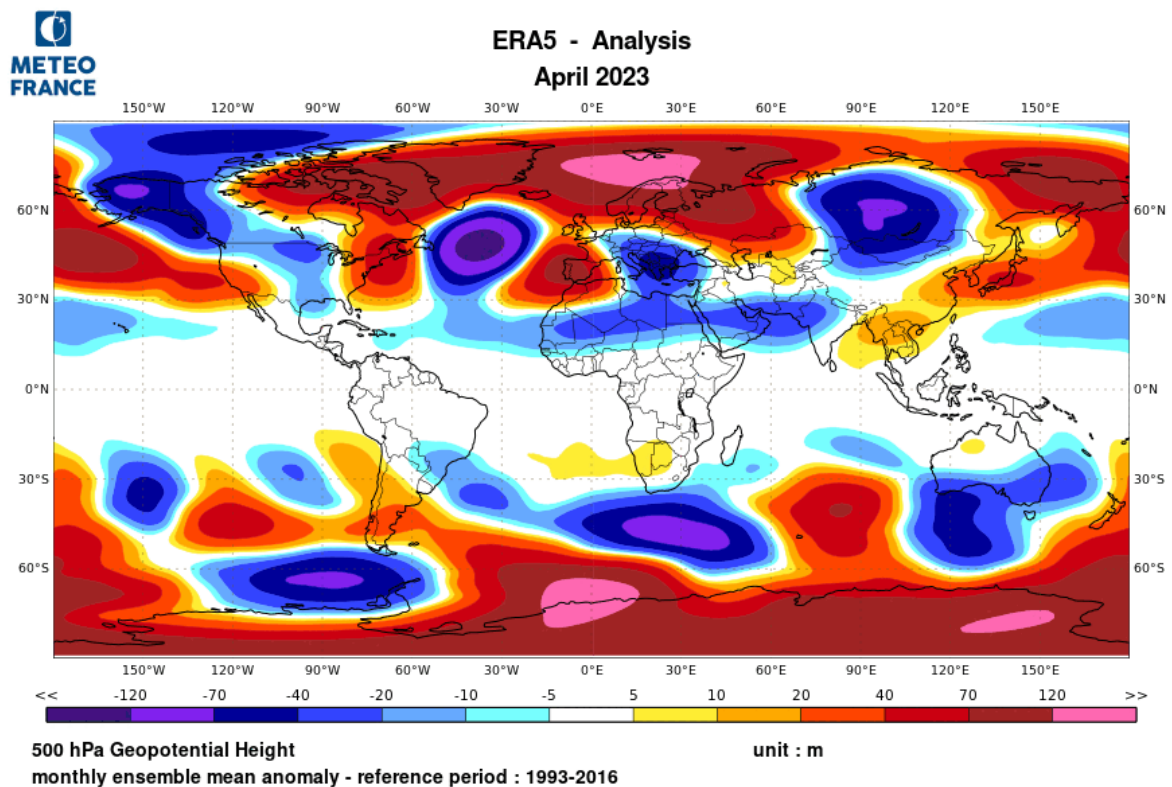 METEO
FRANCE
ERA5 - Analysis
April 2023
150°W 120°W 90°W 60°W 30°W 0°E 30°E 60°E 90°E 120°E 150°E
60°N 60°N
30°N 30°N
0°N 0°N
30°S 30°S
60°S 60°S
150°W 120°W 90°W 60°W 30°W 0°E 30°E 60°E 90°E 120°E 150°E
<< -120 -70 -40 -20 -10 -5 5 10 20 40 70 120 >>
500 hPa Geopotential Height unit : m
monthly ensemble mean anomaly - reference period : 1993-2016